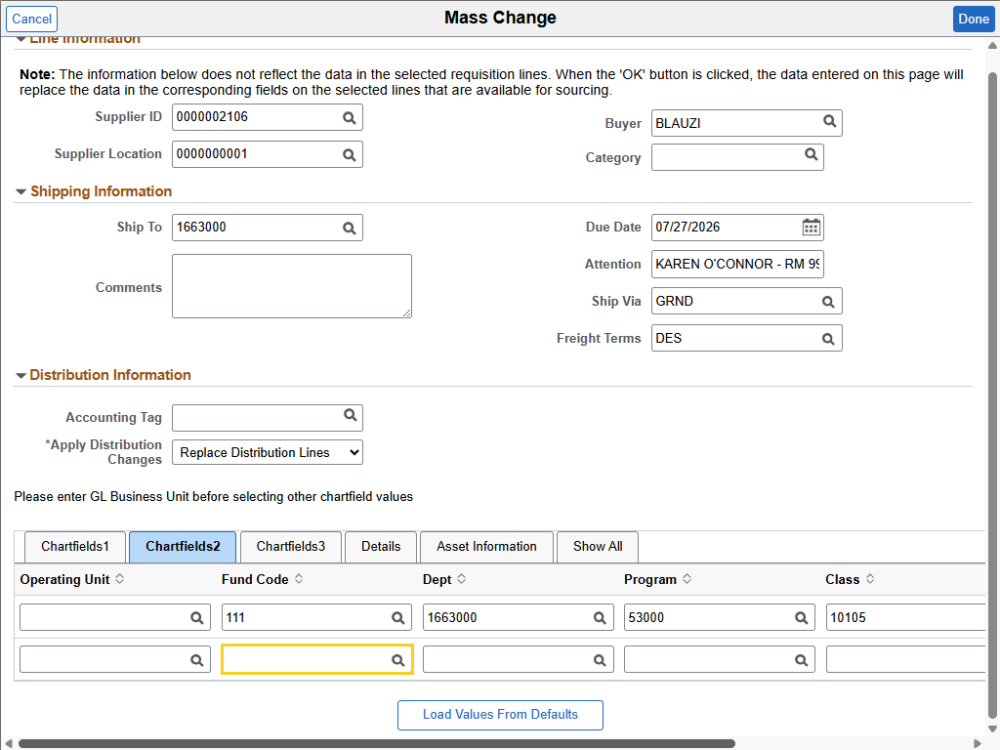 Cancel
Mass Change
Done
Line Information
Note: The information below does not reflect the data in the selected requisition lines. When the 'OK' button is clicked, the data entered on this page will
replace the data in the corresponding fields on the selected lines that are available for sourcing.
Supplier ID 0000002106
Buyer BLAUZI
Supplier Location 0000000001
Category
Shipping Information
Ship To 1663000
Due Date 07/27/2026
Attention KAREN O'CONNOR - RM 99
Comments
Ship Via GRND
Freight Terms DES
Distribution Information
Accounting Tag
*Apply Distribution
Changes
Replace Distribution Lines
Please enter GL Business Unit before selecting other chartfield values
Chartfields1 Chartfields2 Chartfields3 Details Asset Information Show All
Operating Unit Fund Code Dept Program Class
111 1663000 53000 10105
Load Values From Defaults